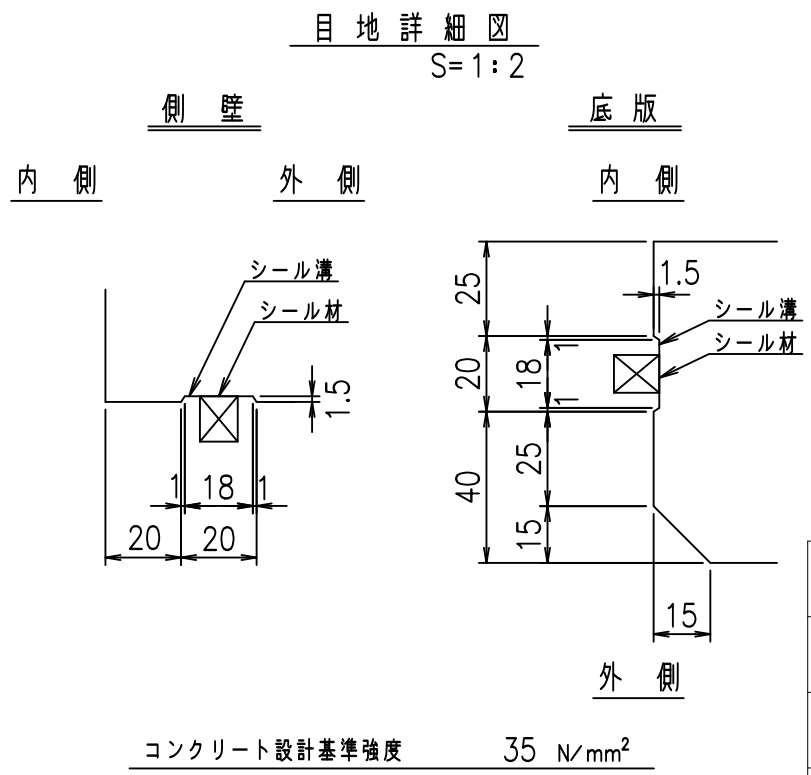 目地詳細図
S=1:2
側壁
内側
外側
シール溝
シール材
1.5
1
18
1
20
20
底版
内側
25
1.5
シール溝
シール材
20
1
18
1
40
25
15
15
外側
コンクリート設計基準強度 35 N/mm²